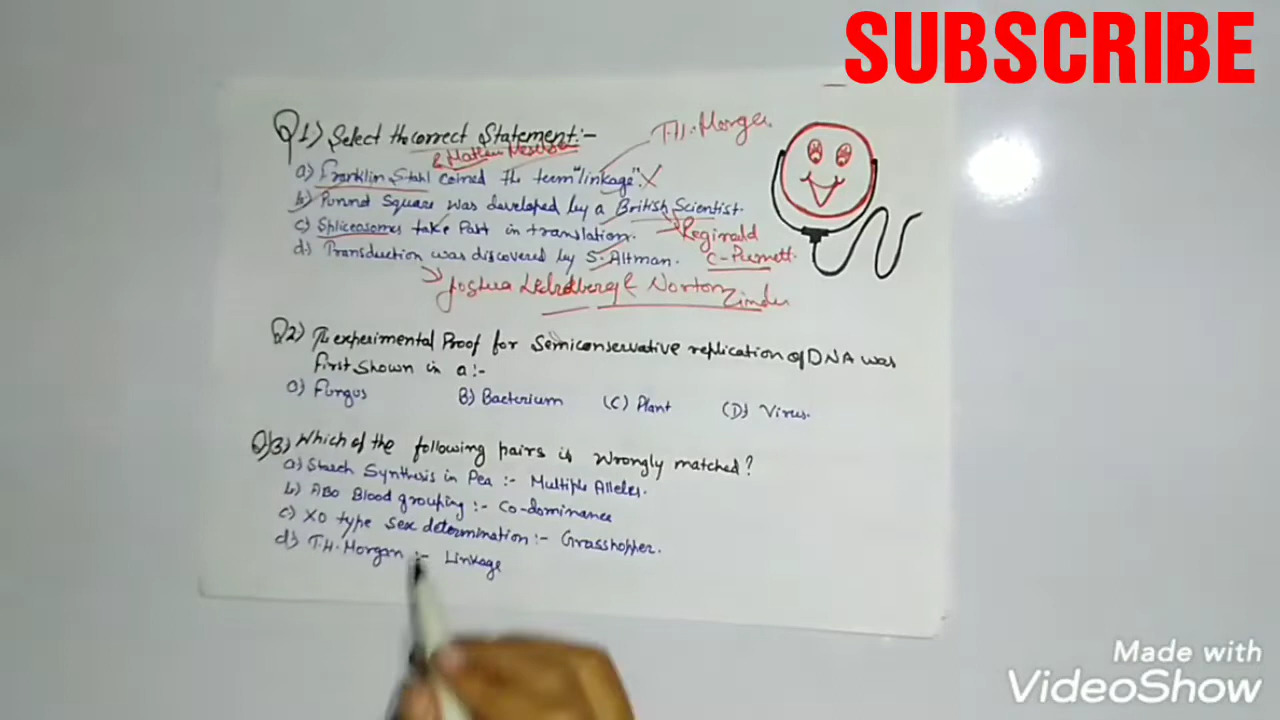 SUBSCRIBE
Q1) Select the correct Statement:-
T.H. Morgan
a) Franklin Stahl coined the term "linkage". X
b) Punnet Square was developed by a British Scientist.
c) Spliceosomes take Part in translation. → Reginald
d) Transduction was discovered by S. Altman. C-Punnett.
Joshua & Norton Zinder
Q2) The experimental Proof for Semiconservative replication of DNA was
first shown in a:-
a) Fungus B) Bacterium (C) Plant (D) Virus.
Q3) Which of the following pairs is wrongly matched?
a) Starch Synthesis in Pea :- Multiple Alleles.
b) ABO Blood grouping :- Co-dominance
c) XO type Sex determination :- Grasshopper.
d) T.H. Morgan :- Linkage
Made with
VideoShow